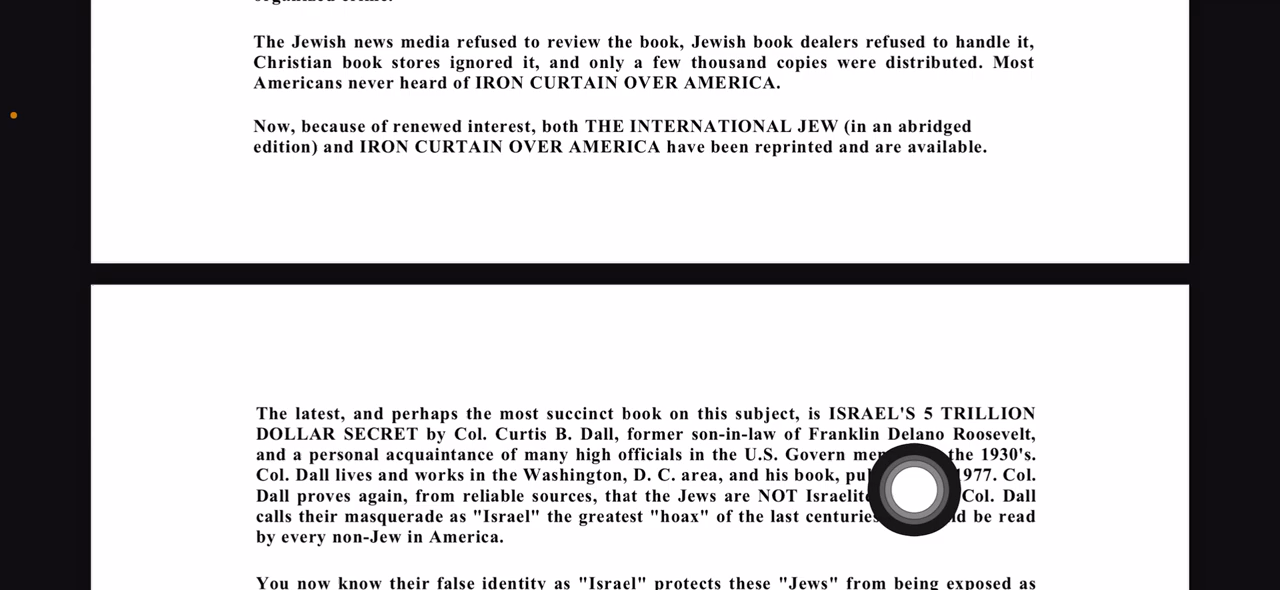 The Jewish news media refused to review the book, Jewish book dealers refused to handle it,
Christian book stores ignored it, and only a few thousand copies were distributed. Most
Americans never heard of IRON CURTAIN OVER AMERICA.
Now, because of renewed interest, both THE INTERNATIONAL JEW (in an abridged
edition) and IRON CURTAIN OVER AMERICA have been reprinted and are available.
The latest, and perhaps the most succinct book on this subject, is ISRAEL'S 5 TRILLION
DOLLAR SECRET by Col. Curtis B. Dall, former son-in-law of Franklin Delano Roosevelt,
and a personal acquaintance of many high officials in the U.S. Govern the 1930's.
Col. Dall lives and works in the Washington, D. C. area, and his book, 1977. Col.
Dall proves again, from reliable sources, that the Jews are NOT Col. Dall
calls their masquerade as "Israel" the greatest "hoax" of the last be read
by every non-Jew in America.
You now know their false identity as "Israel" protects these "Jews" from being exposed as